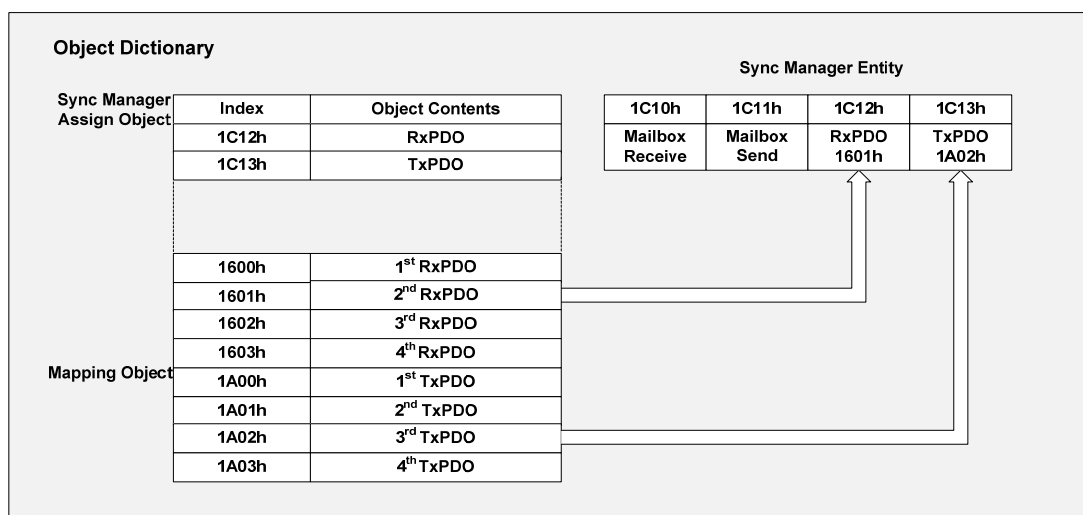 Object Dictionary
Sync Manager Entity
Sync Manager
Assign Object
Index Object Contents
1C12h RxPDO
1C13h TxPDO
1C10h 1C11h 1C12h 1C13h
Mailbox Receive Mailbox Send RxPDO 1601h TxPDO 1A02h
Mapping Object
1600h 1st RxPDO
1601h 2nd RxPDO
1602h 3rd RxPDO
1603h 4th RxPDO
1A00h 1st TxPDO
1A01h 2nd TxPDO
1A02h 3rd TxPDO
1A03h 4th TxPDO